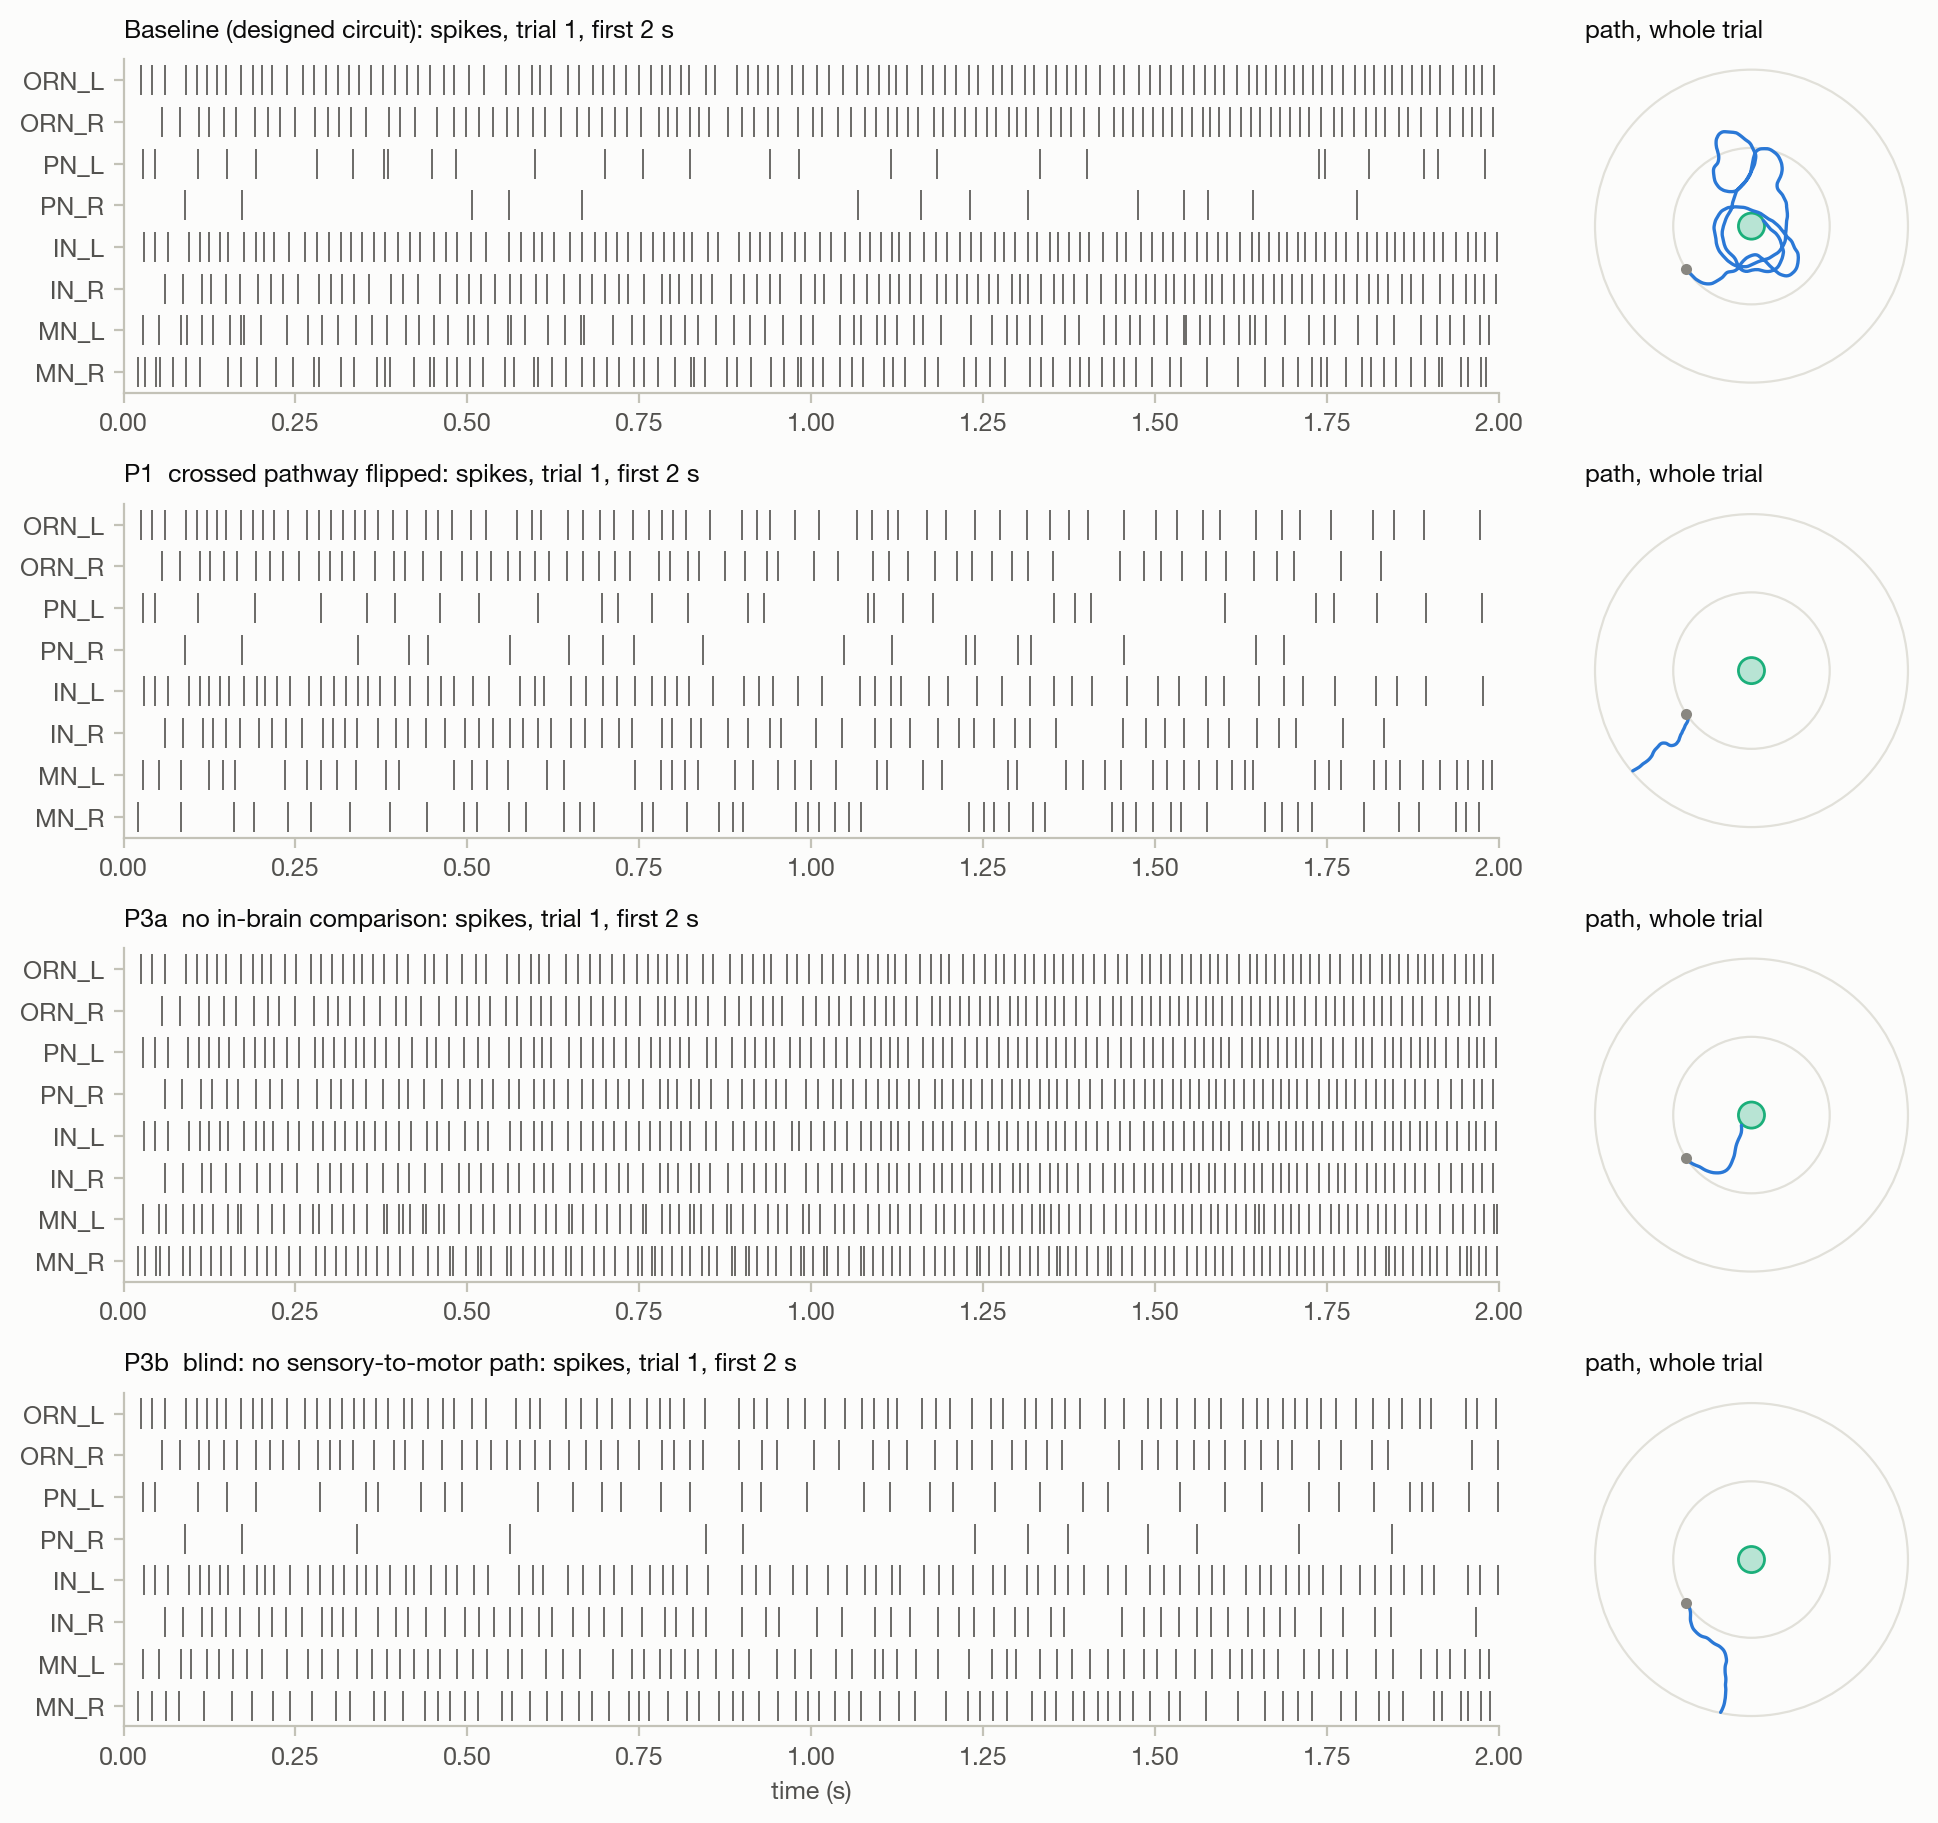 Baseline (designed circuit): spikes, trial 1, first 2 s
path, whole trial
ORN_L
ORN_R
PN_L
PN_R
IN_L
IN_R
MN_L
MN_R
0.00 0.25 0.50 0.75 1.00 1.25 1.50 1.75 2.00
P1 crossed pathway flipped: spikes, trial 1, first 2 s
path, whole trial
ORN_L
ORN_R
PN_L
PN_R
IN_L
IN_R
MN_L
MN_R
0.00 0.25 0.50 0.75 1.00 1.25 1.50 1.75 2.00
P3a no in-brain comparison: spikes, trial 1, first 2 s
path, whole trial
ORN_L
ORN_R
PN_L
PN_R
IN_L
IN_R
MN_L
MN_R
0.00 0.25 0.50 0.75 1.00 1.25 1.50 1.75 2.00
P3b blind: no sensory-to-motor path: spikes, trial 1, first 2 s
path, whole trial
ORN_L
ORN_R
PN_L
PN_R
IN_L
IN_R
MN_L
MN_R
0.00 0.25 0.50 0.75 1.00 1.25 1.50 1.75 2.00
time (s)